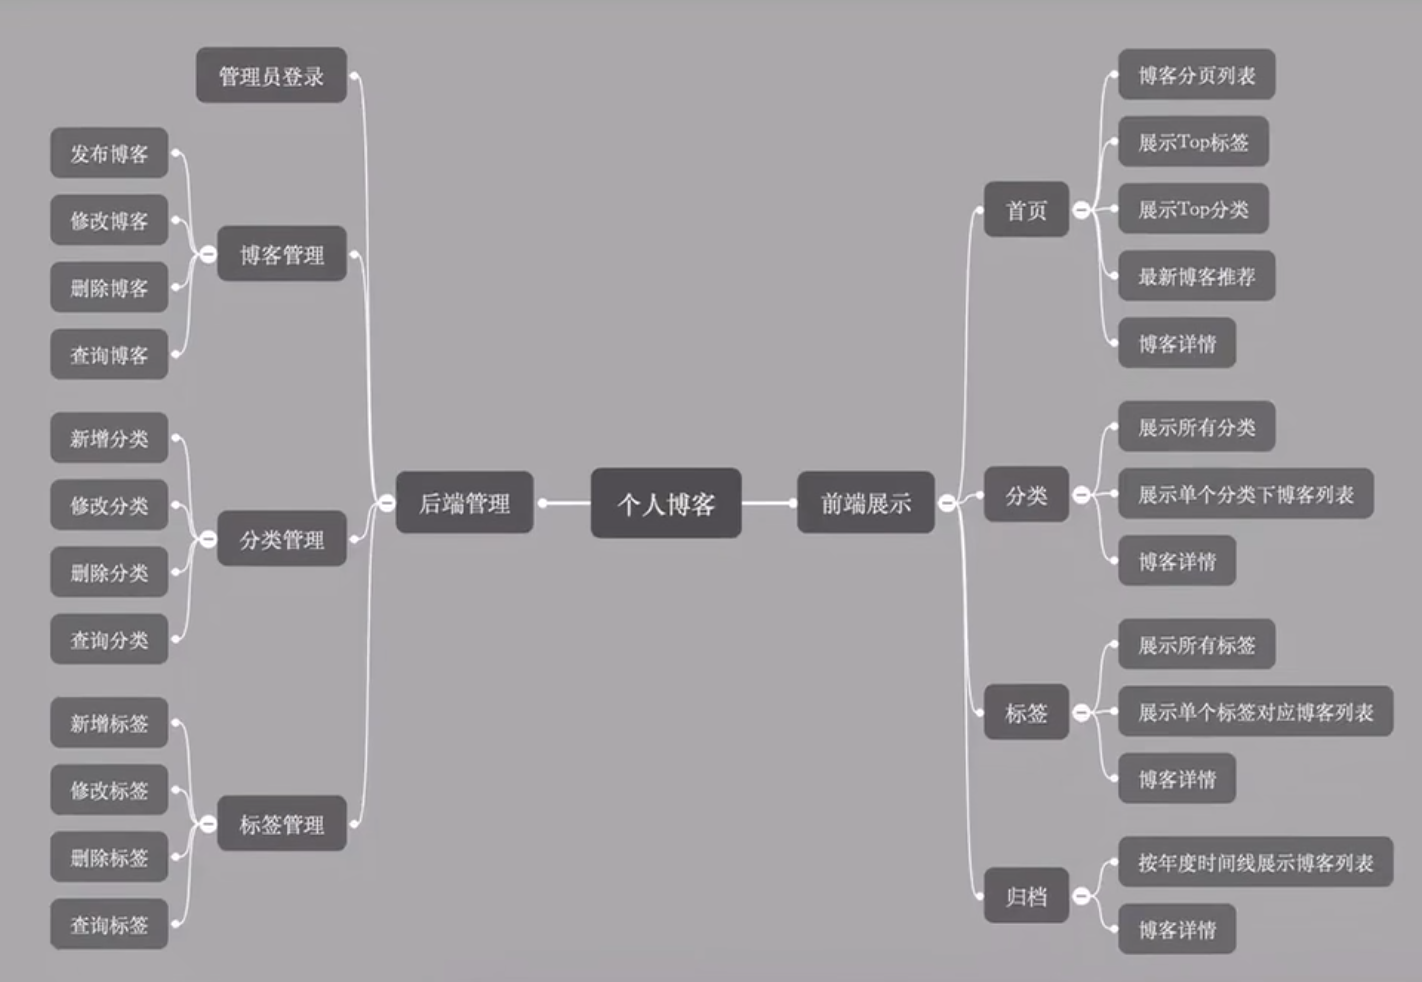 个人博客
后端管理
管理员登录
博客管理
发布博客
修改博客
删除博客
查询博客
分类管理
新增分类
修改分类
删除分类
查询分类
标签管理
新增标签
修改标签
删除标签
查询标签
前端展示
首页
博客分页列表
展示Top标签
展示Top分类
最新博客推荐
博客详情
分类
展示所有分类
展示单个分类下博客列表
博客详情
标签
展示所有标签
展示单个标签对应博客列表
博客详情
归档
按年度时间线展示博客列表
博客详情